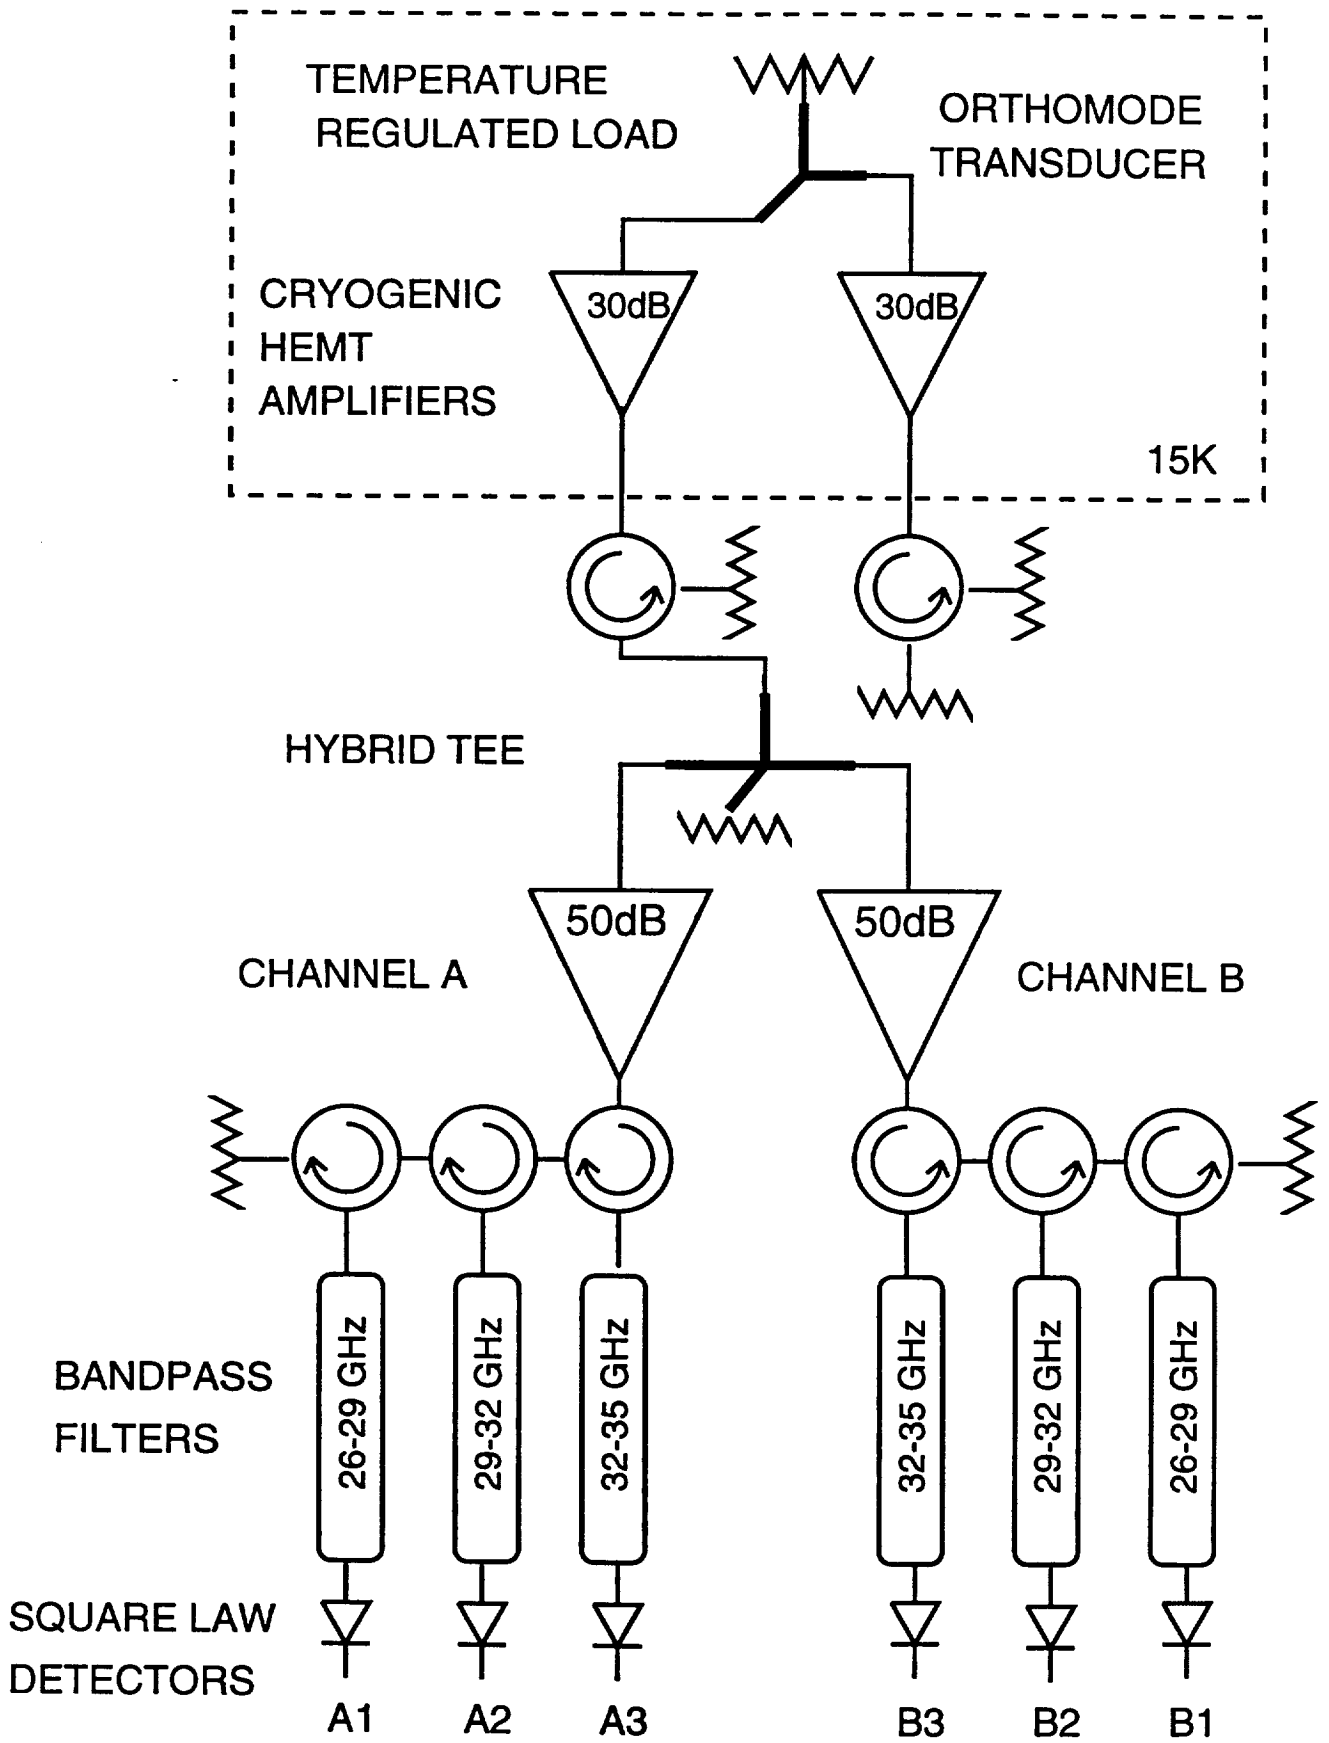 TEMPERATURE
REGULATED LOAD
ORTHOMODE
TRANSDUCER
CRYOGENIC
HEMT
AMPLIFIERS
30dB
30dB
15K
HYBRID TEE
50dB
50dB
CHANNEL A
CHANNEL B
BANDPASS
FILTERS
26-29 GHz
29-32 GHz
32-35 GHz
32-35 GHz
29-32 GHz
26-29 GHz
SQUARE LAW
DETECTORS
A1
A2
A3
B3
B2
B1